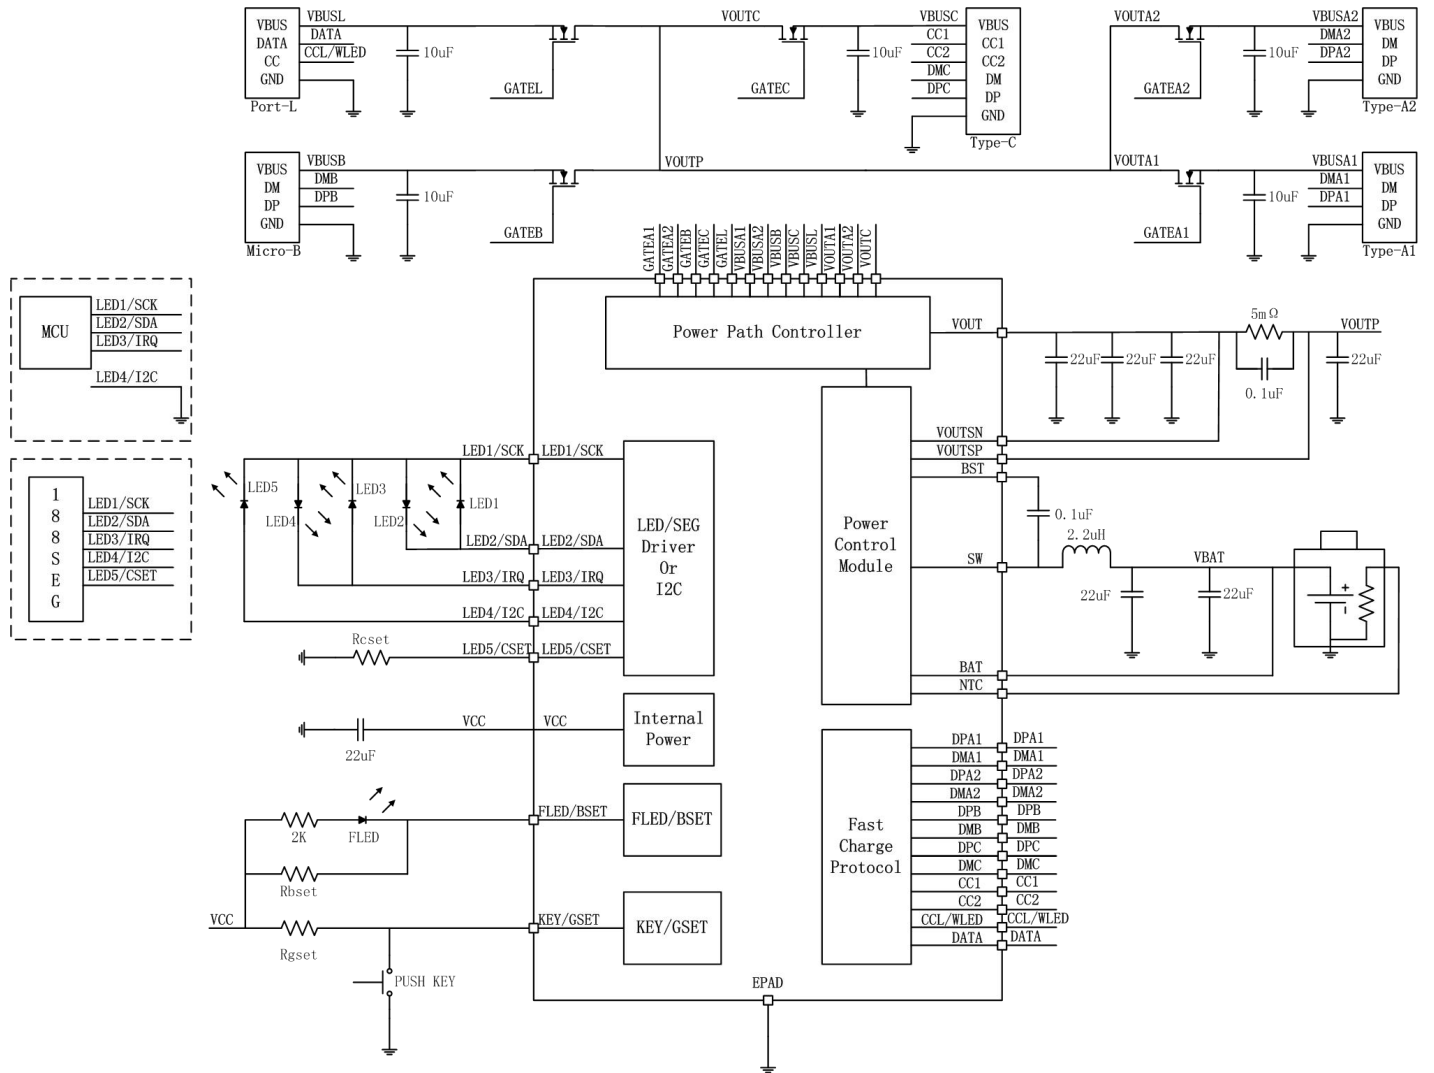 VBUS
DATA
CC
GND
Port-L
VBUSL
DATA
CCL/WLED
10uF
GATEL
VOUTC
GATEC
VBUSC
CC1
CC2
DMC
DPC
10uF
VBUS
CC1
CC2
DM
DP
GND
Type-C
VOUTA2
GATEA2
VBUSA2
DMA2
DPA2
10uF
VBUS
DM
DP
GND
Type-A2
VBUS
DM
DP
GND
Micro-B
VBUSB
DMB
DPB
10uF
GATEB
VOUTP
VOUTA1
GATEA1
VBUSA1
DMA1
DPA1
10uF
VBUS
DM
DP
GND
Type-A1
GATEA1
GATEA2
GATEB
GATEC
GATEL
VBUSA1
VBUSA2
VBUSB
VBUSC
VBUSL
VOUTA1
VOUTA2
VOUTC
Power Path Controller
VOUT
5mΩ
VOUTP
22uF
22uF
22uF
0.1uF
22uF
MCU
LED1/SCK
LED2/SDA
LED3/IRQ
LED4/I2C
1
8
8
S
E
G
LED1/SCK
LED2/SDA
LED3/IRQ
LED4/I2C
LED5/CSET
LED5
LED4
LED3
LED2
LED1
LED1/SCK
LED2/SDA
LED3/IRQ
LED4/I2C
LED5/CSET
LED1/SCK
LED2/SDA
LED3/IRQ
LED4/I2C
LED5/CSET
LED/SEG
Driver
Or
I2C
Rcset
Power
Control
Module
VOUTSN
VOUTSP
BST
SW
BAT
NTC
0.1uF
2.2uH
VBAT
22uF
22uF
+
-
22uF
VCC
VCC
Internal
Power
2K
FLED
Rbset
FLED/BSET
FLED/BSET
VCC
Rgset
PUSH KEY
KEY/GSET
KEY/GSET
Fast
Charge
Protocol
DPA1
DMA1
DPA2
DMA2
DPB
DMB
DPC
DMC
CC1
CC2
CCL/WLED
DATA
DPA1
DMA1
DPA2
DMA2
DPB
DMB
DPC
DMC
CC1
CC2
CCL/WLED
DATA
EPAD